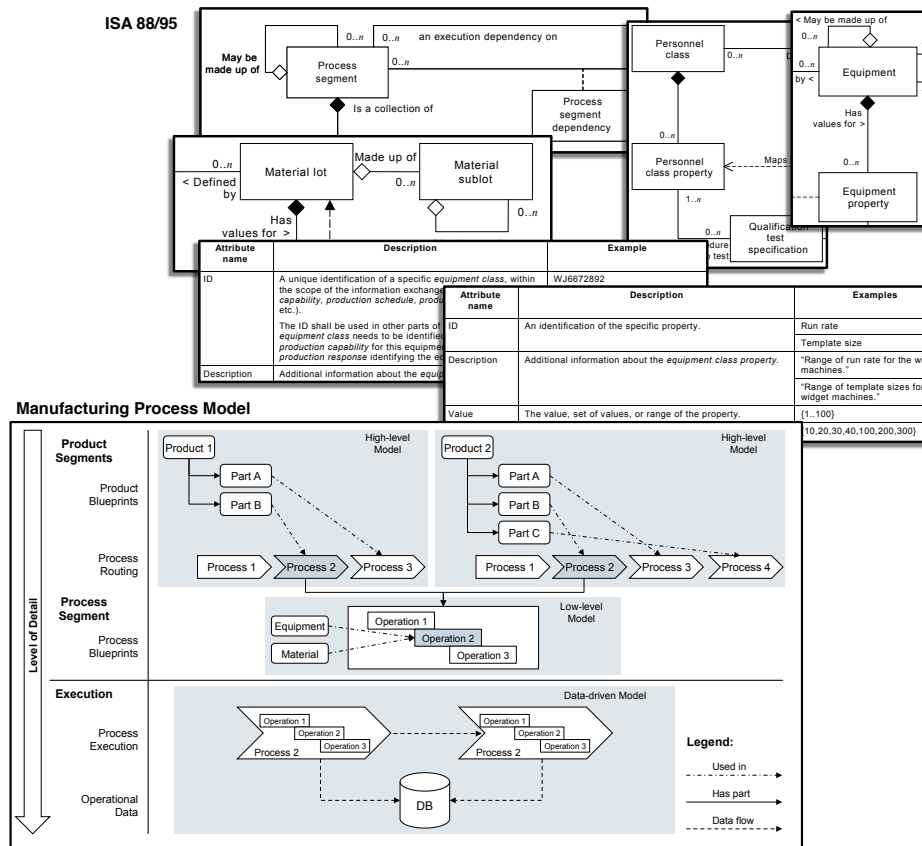 ISA 88/95
May be
made up of
0..n
0..n
an execution dependency on
Process
segment
0..n
Is a collection of
Process
segment
dependency
Personnel
class
0..n
0..n
Personnel
class property
Maps
1..n
0..n
Qualification
test
specification
< May be made up of
0..n
0..n
by <
Equipment
Has
values for >
0..n
Equipment
property
0..n
< Defined
by
Material lot
Made up of
0..n
Material
sublot
0..n
Has
values for >
Attribute
name
Description
Example
ID
A unique identification of a specific equipment class, within
the scope of the information exchange
capability, production schedule,
etc.).
The ID shall be used in other parts of
equipment class needs to be
production capability for this
production response identifying the
WJ6672892
Description
Additional information about the
Attribute
name
Description
Examples
ID
An identification of the specific property.
Run rate
Template size
Description
Additional information about the equipment class property.
"Range of run rate for the
machines."
"Range of template sizes
widget machines."
Value
The value, set of values, or range of the property.
{1..100}
{10,20,30,40,100,200,300}
Manufacturing Process Model
Level of Detail
Product
Segments
Product
Blueprints
Process
Routing
High-level
Model
Product 1
Part A
Part B
Process 1
Process 2
Process 3
High-level
Model
Product 2
Part A
Part B
Part C
Process 1
Process 2
Process 3
Process 4
Process
Segment
Process
Blueprints
Low-level
Model
Equipment
Material
Operation 1
Operation 2
Operation 3
Execution
Process
Execution
Operational
Data
Data-driven Model
Operation 1
Operation 2
Operation 3
Process 2
Operation 1
Operation 2
Operation 3
Process 2
DB
Legend:
Used in
Has part
Data flow